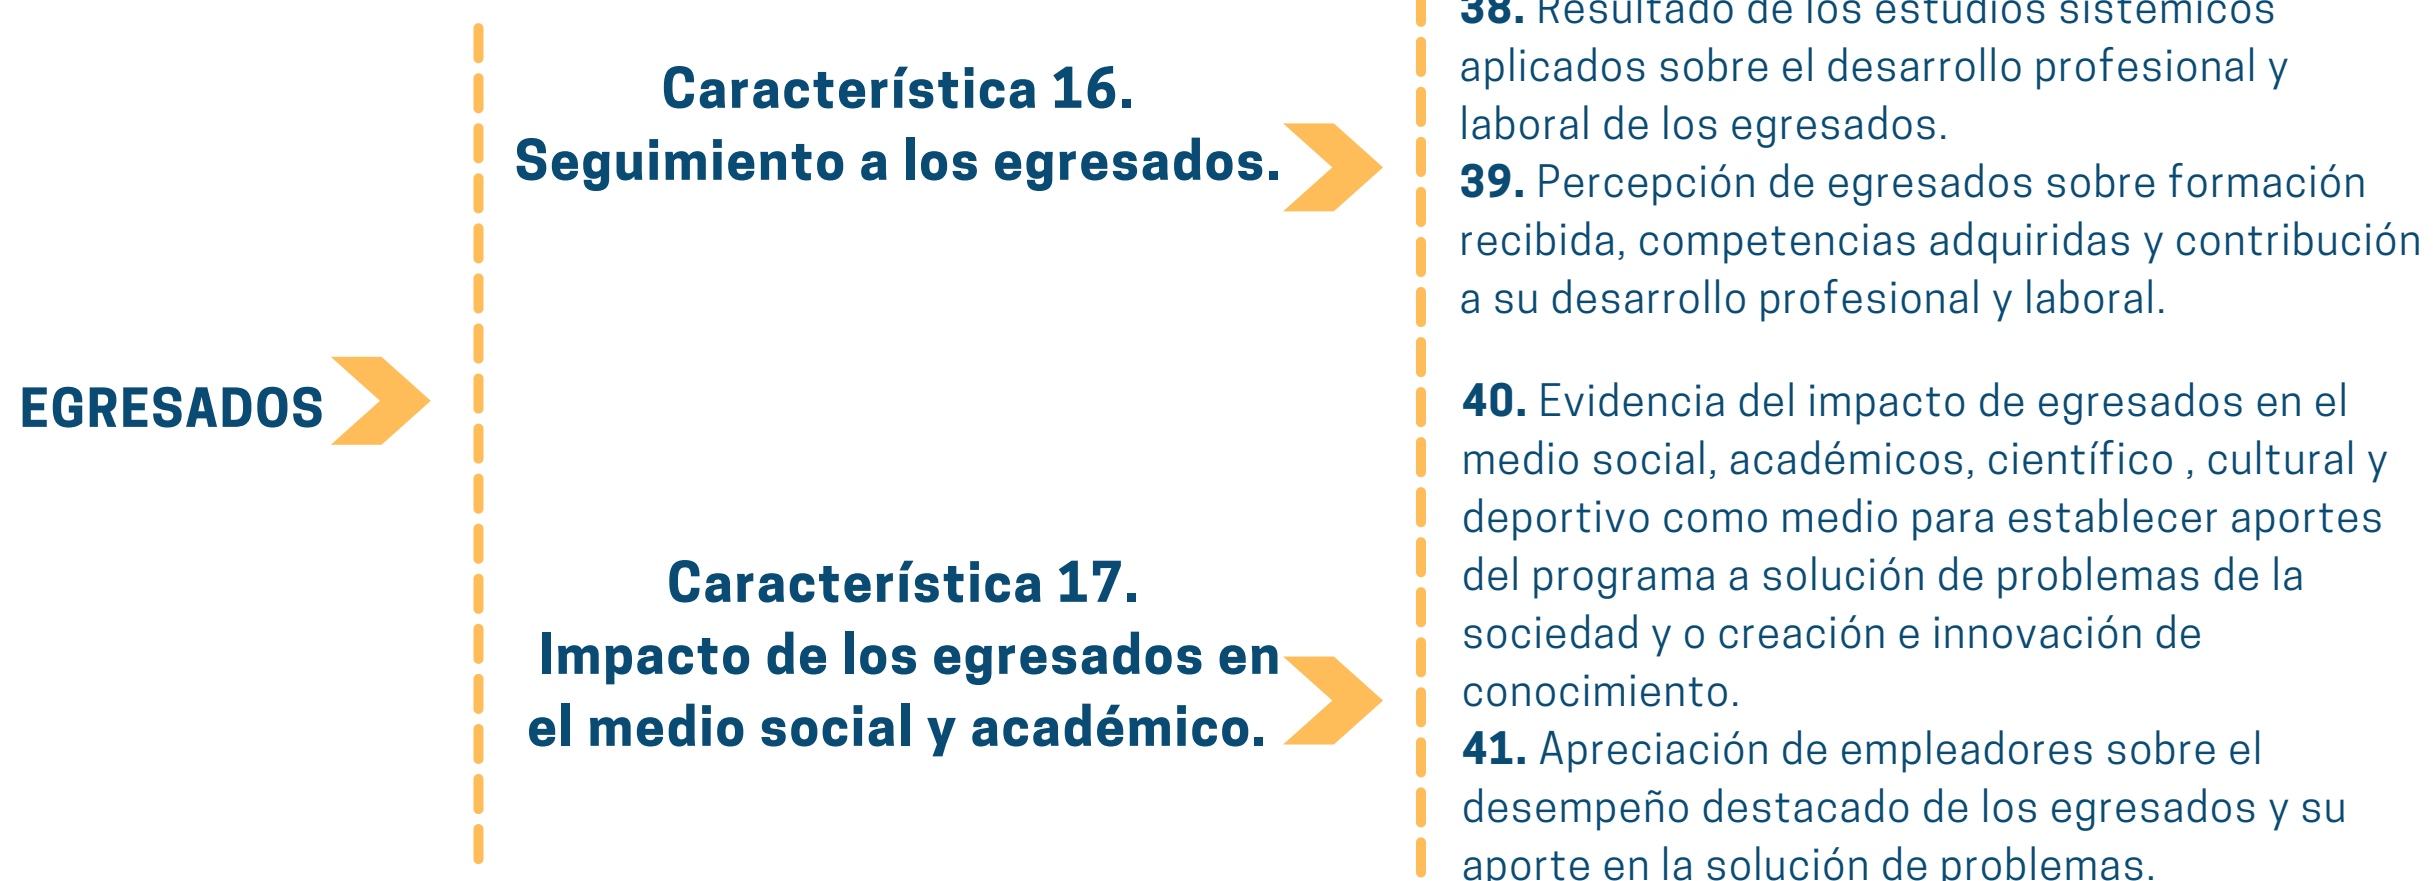 EGRESADOS
Característica 16.
Seguimiento a los egresados.
38. Resultado de los estudios sistémicos
aplicados sobre el desarrollo profesional y
laboral de los egresados.
39. Percepción de egresados sobre formación
recibida, competencias adquiridas y contribución
a su desarrollo profesional y laboral.
Característica 17.
Impacto de los egresados en
el medio social y académico.
40. Evidencia del impacto de egresados en el
medio social, académicos, científico , cultural y
deportivo como medio para establecer aportes
del programa a solución de problemas de la
sociedad y o creación e innovación de
conocimiento.
41. Apreciación de empleadores sobre el
desempeño destacado de los egresados y su
aporte en la solución de problemas.